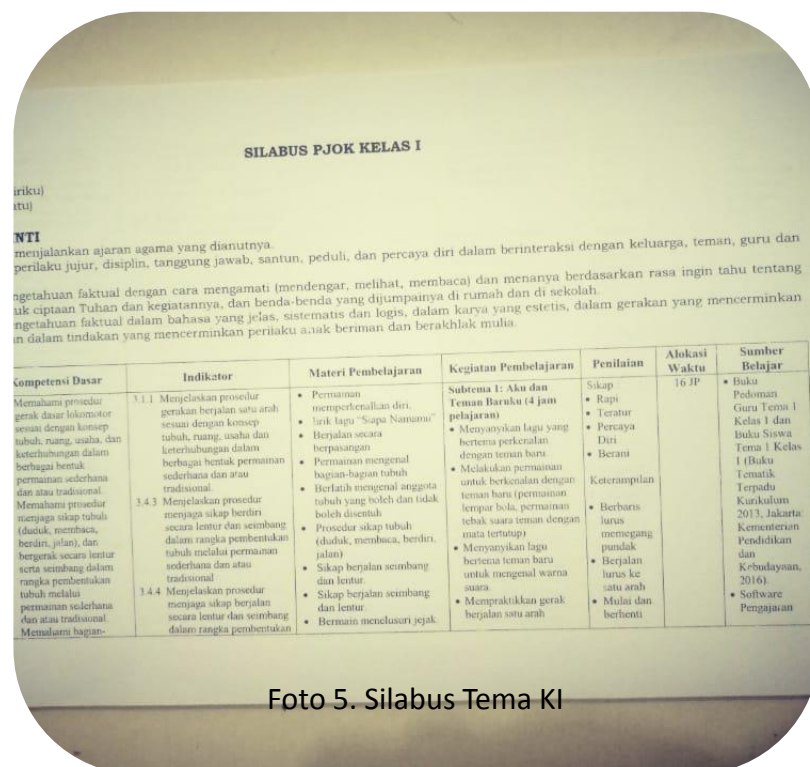 SILABUS PJOK KELAS I
iriku)
atu)
NTI
menjalankan ajaran agama yang dianutnya.
perilaku jujur, disiplin, tanggung jawab, santun, peduli, dan percaya diri dalam berinteraksi dengan keluarga, teman, guru dan
ngetahuan faktual dengan cara mengamati (mendengar, melihat, membaca) dan menanya berdasarkan rasa ingin tahu tentang
uk ciptaan Tuhan dan kegiatannya, dan benda-benda yang dijumpainya di rumah dan di sekolah.
ngetahuan faktual dalam bahasa yang jelas, sistematis dan logis, dalam karya yang estetis, dalam gerakan yang mencerminkan
n dalam tindakan yang mencerminkan perilaku anak beriman dan berakhlak mulia.
Kompetensi Dasar
Memahami prosedur
gerak dasar lokomotor
sesuai dengan konsep
tubuh, ruang, usaha, dan
keterhubungan dalam
berbagai bentuk
permainan sederhana
dan atau tradisional.
Memahami prosedur
menjaga sikap tubuh
(duduk, membaca,
berdiri, jalan), dan
bergerak secara lentur
serta seimbang dalam
rangka pembentukan
tubuh melalui
permainan sederhana
dan atau tradisional.
Memahami bagian-
Indikator
3.1.1 Menjelaskan prosedur
gerakan berjalan satu arah
sesuai dengan konsep
tubuh, ruang, usaha dan
keterhubungan dalam
berbagai bentuk permainan
sederhana dan atau
tradisional.
3.4.3 Menjelaskan prosedur
menjaga sikap berdiri
secara lentur dan seimbang
dalam rangka pembentukan
tubuh melalui permainan
sederhana dan atau
tradisional
3.4.4 Menjelaskan prosedur
menjaga sikap berjalan
secara lentur dan seimbang
dalam rangka pembentukan
Materi Pembelajaran
• Permainan
memperkenalkan diri.
• lirik lagu "Siapa Namamu"
• Berjalan secara
berpasangan
• Permainan mengenal
bagian-bagian tubuh
• Berlatih mengenal anggota
tubuh yang boleh dan tidak
boleh disentuh
• Prosedur sikap tubuh
(duduk, membaca, berdiri,
jalan)
• Sikap berjalan seimbang
dan lentur.
• Sikap berjalan seimbang
dan lentur.
• Bermain menelusuri jejak.
Kegiatan Pembelajaran
Subtema 1: Aku dan
Teman Baruku (4 jam
pelajaran)
• Menyanyikan lagu yang
bertema perkenalan
dengan teman baru
• Melakukan permainan
untuk berkenalan dengan
teman baru (permainan
lempar bola, permainan
tebak suara teman dengan
mata tertutup)
• Menyanyikan lagu
bertema teman baru
untuk mengenal warna
suara.
• Mempraktikkan gerak
berjalan satu arah
Penilaian
Sikap
• Rapi
• Teratur
• Percaya
Diri
• Berani
Keterampilan
• Berbaris
lurus
memegang
pundak
• Berjalan
lurus ke
satu arah
• Mulai dan
berhenti
Alokasi
Waktu
16 JP
Sumber
Belajar
• Buku
Pedoman
Guru Tema 1
Kelas 1 dan
Buku Siswa
Tema 1 Kelas
1 (Buku
Tematik
Terpadu
Kurikulum
2013, Jakarta:
Kementerian
Pendidikan
dan
Kebudayaan,
2016).
• Software
Pengajaran
Foto 5. Silabus Tema KI